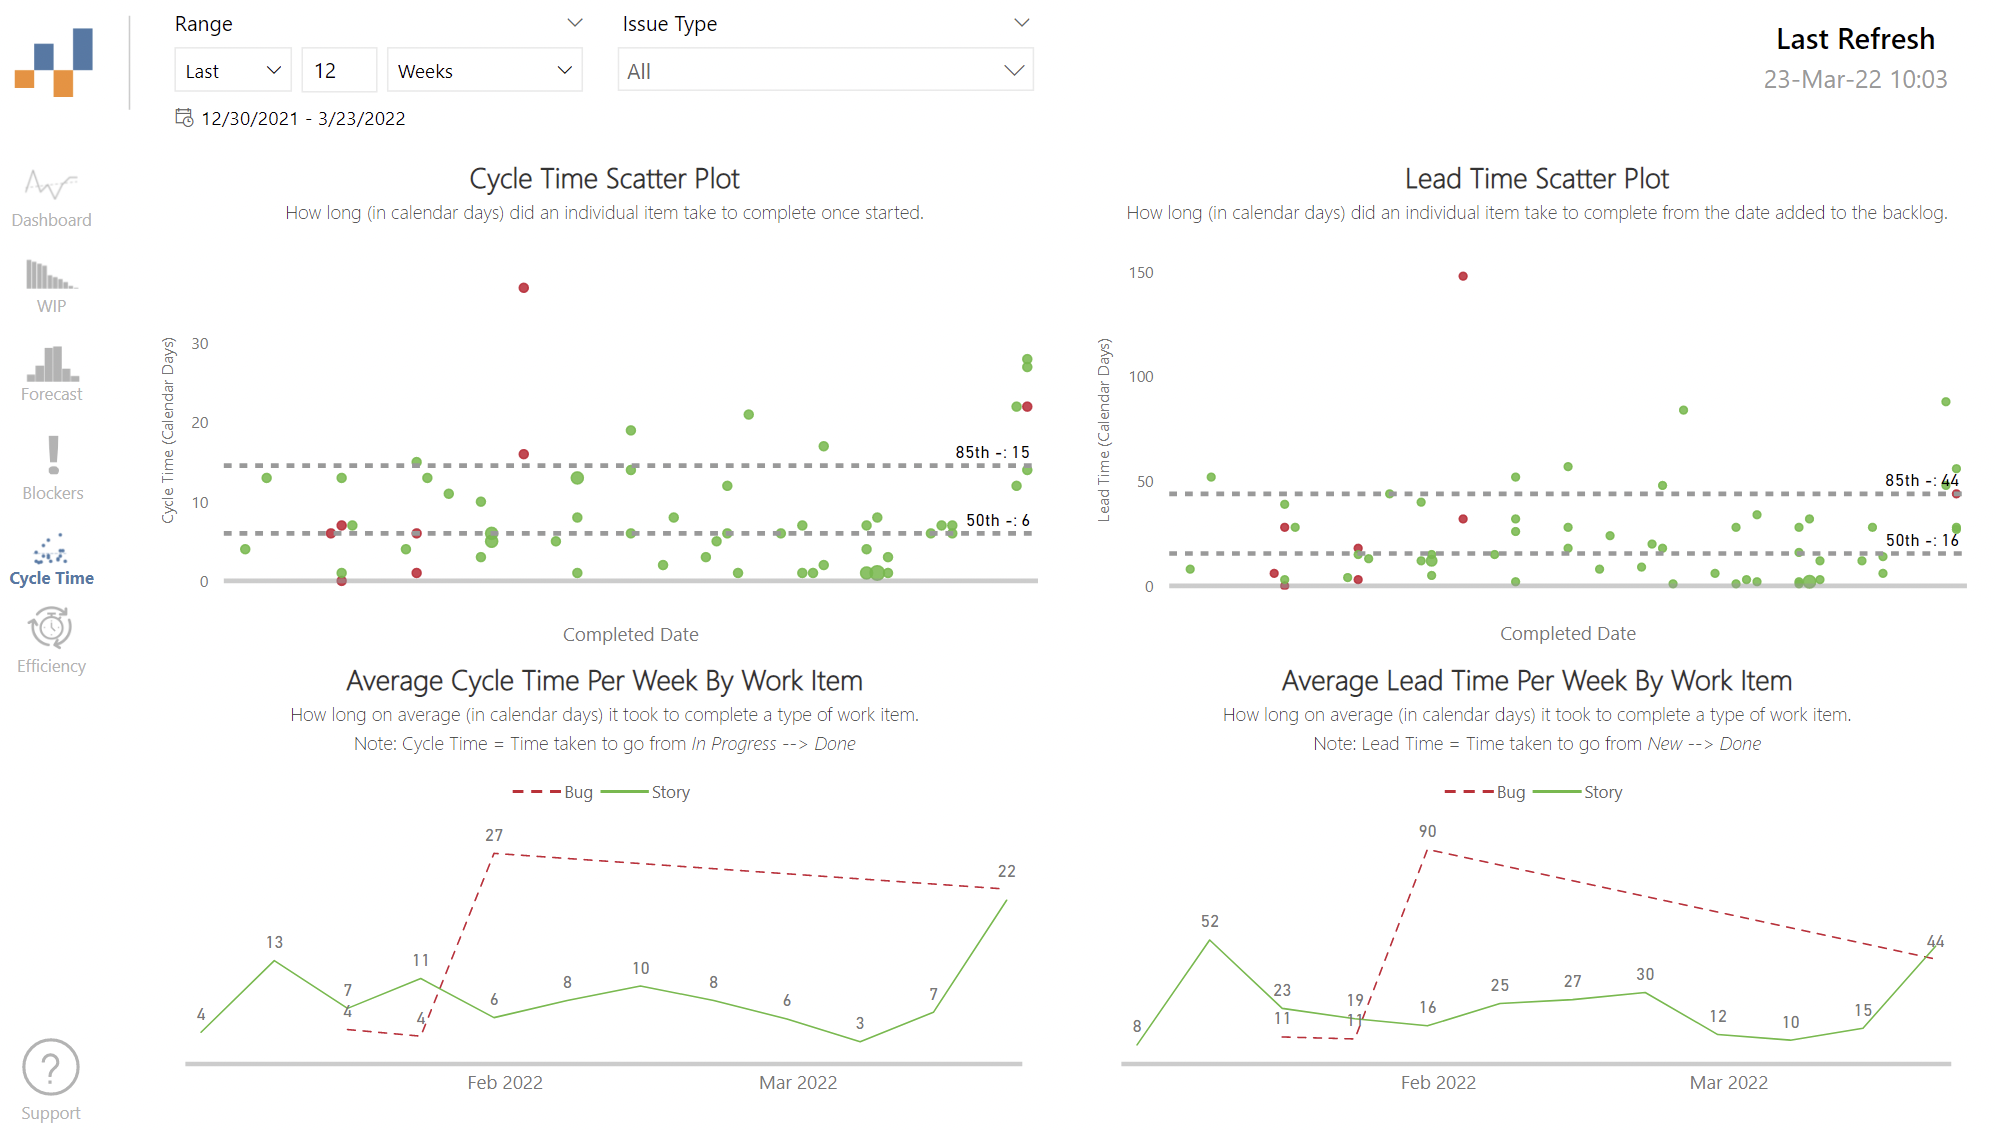 Range
Issue Type
Last
12
Weeks
All
12/30/2021 - 3/23/2022
Last Refresh
23-Mar-22 10:03
Dashboard
WIP
Forecast
Blockers
Cycle Time
Efficiency
Support
Cycle Time Scatter Plot
How long (in calendar days) did an individual item take to complete once started.
Cycle Time (Calendar Days)
30
20
10
0
85th -: 15
50th -: 6
Completed Date
Lead Time Scatter Plot
How long (in calendar days) did an individual item take to complete from the date added to the backlog.
Lead Time (Calendar Days)
150
100
50
0
85th -: 44
50th -: 16
Completed Date
Average Cycle Time Per Week By Work Item
How long on average (in calendar days) it took to complete a type of work item.
Note: Cycle Time = Time taken to go from In Progress --> Done
Bug
Story
4
13
7
4
11
4
27
6
8
10
8
6
3
7
22
Feb 2022
Mar 2022
Average Lead Time Per Week By Work Item
How long on average (in calendar days) it took to complete a type of work item.
Note: Lead Time = Time taken to go from New --> Done
Bug
Story
8
52
23
11
19
11
90
16
25
27
30
12
10
15
44
Feb 2022
Mar 2022